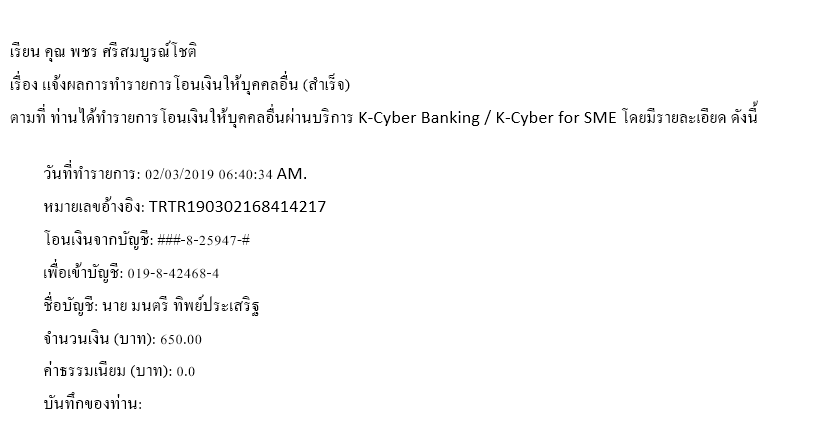 เรียน คุณ พชร ศรีสมบูรณ์โชติ
เรื่อง แจ้งผลการทำรายการโอนเงินให้บุคคลอื่น (สำเร็จ)
ตามที่ ท่านได้ทำรายการโอนเงินให้บุคคลอื่นผ่านบริการ K-Cyber Banking / K-Cyber for SME โดยมีรายละเอียด ดังนี้
วันที่ทำรายการ: 02/03/2019 06:40:34 AM.
หมายเลขอ้างอิง: TRTR190302168414217
โอนเงินจากบัญชี: ###-8-25947-#
เพื่อเข้าบัญชี: 019-8-42468-4
ชื่อบัญชี: นาย มนตรี ทิพย์ประเสริฐ
จำนวนเงิน (บาท): 650.00
ค่าธรรมเนียม (บาท): 0.0
บันทึกของท่าน: